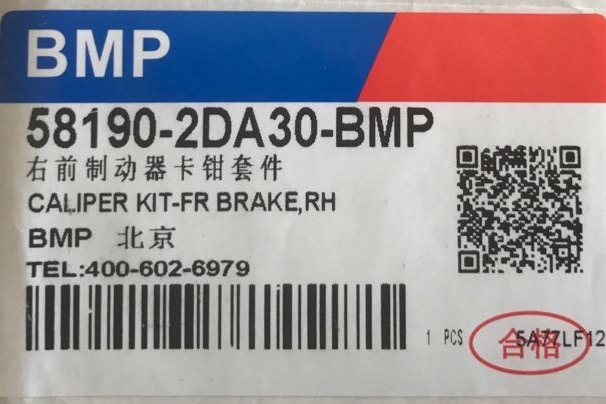 BMP
58190-2DA30-BMP
右前制动器卡钳套件
CALIPER KIT-FR BRAKE,RH
BMP 北京
TEL:400-602-6979
1 PCS
合格
5A77LF12